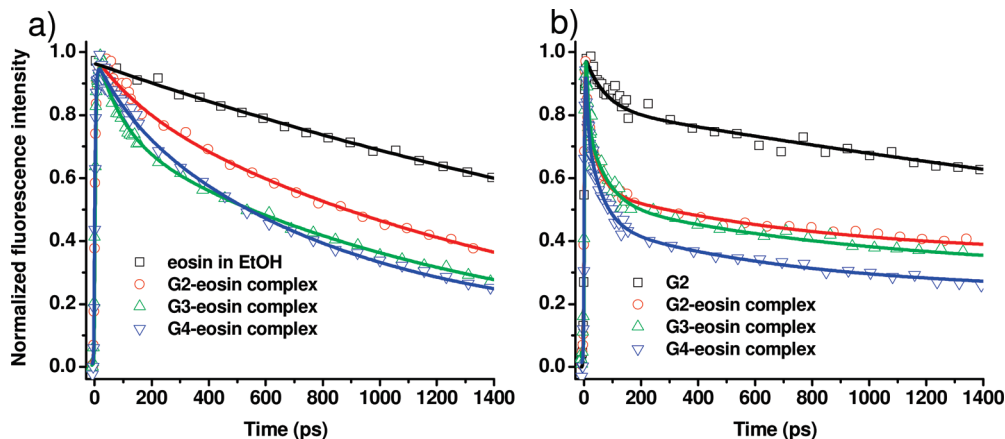 a)
Normalized fluorescence intensity
1.0
0.8
0.6
0.4
0.2
0.0
eosin in EtOH
G2-eosin complex
G3-eosin complex
G4-eosin complex
0 200 400 600 800 1000 1200 1400
Time (ps)
b)
1.0
0.8
0.6
0.4
0.2
0.0
G2
G2-eosin complex
G3-eosin complex
G4-eosin complex
0 200 400 600 800 1000 1200 1400
Time (ps)